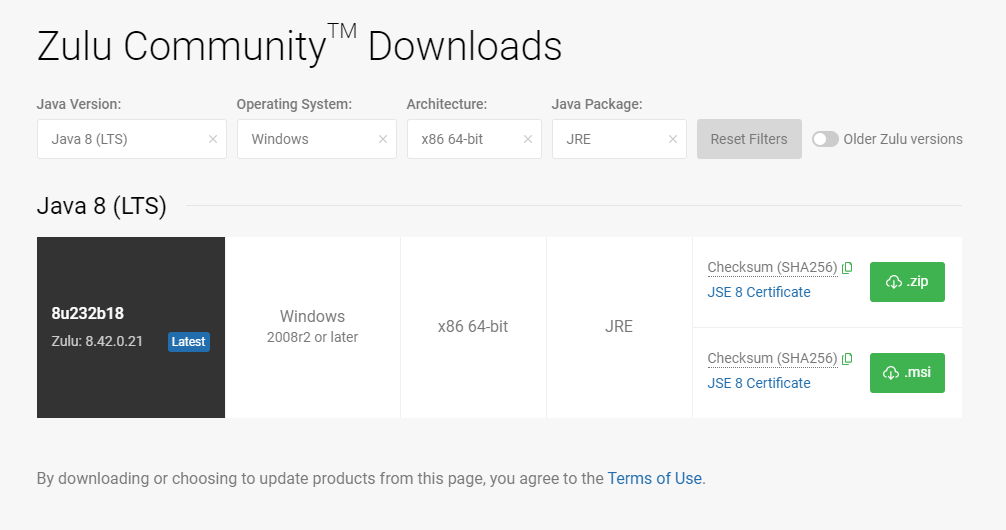 Zulu Community™ Downloads
Java Version: Operating System: Architecture: Java Package:
Java 8 (LTS) × Windows × x86 64-bit × JRE × Reset Filters Older Zulu versions
Java 8 (LTS)
8u232b18
Zulu: 8.42.0.21 Latest
Windows
2008r2 or later
x86 64-bit
JRE
Checksum (SHA256)
JSE 8 Certificate
.zip
Checksum (SHA256)
JSE 8 Certificate
.msi
By downloading or choosing to update products from this page, you agree to the Terms of Use.